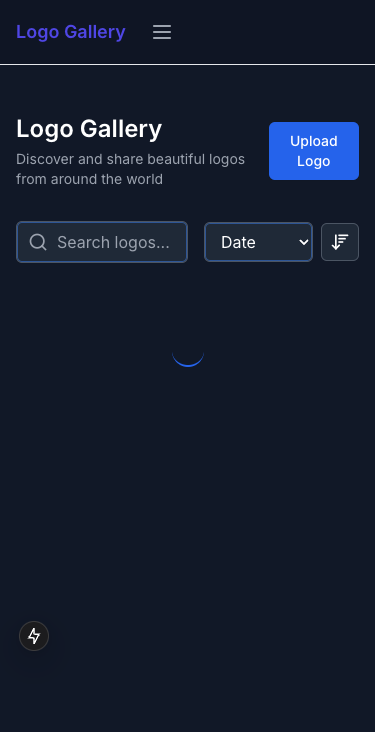 Logo Gallery
Logo Gallery
Discover and share beautiful logos
from around the world
Upload
Logo
Search logos...
Date